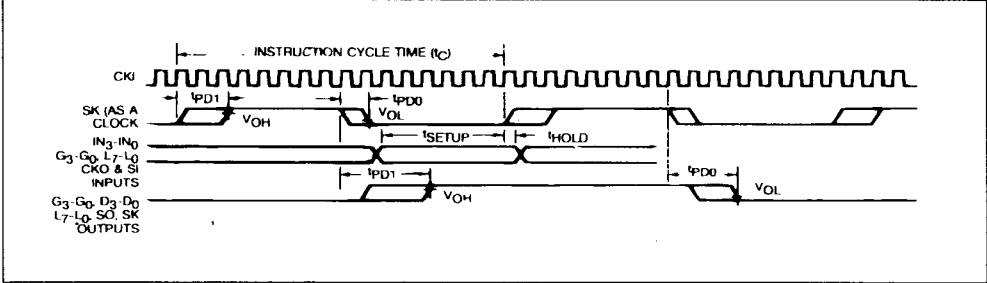 INSTRUCTION CYCLE TIME (tC)
CKI
tPD1
tPD0
SK (AS A
CLOCK
VOH
VOL
tSETUP
tHOLD
IN3-IN0
G3-G0, L7-L0
CKO & SI
INPUTS
tPD1
tPD0
VOH
VOL
G3-G0, D3-D0
L7-L0, SO, SK
OUTPUTS